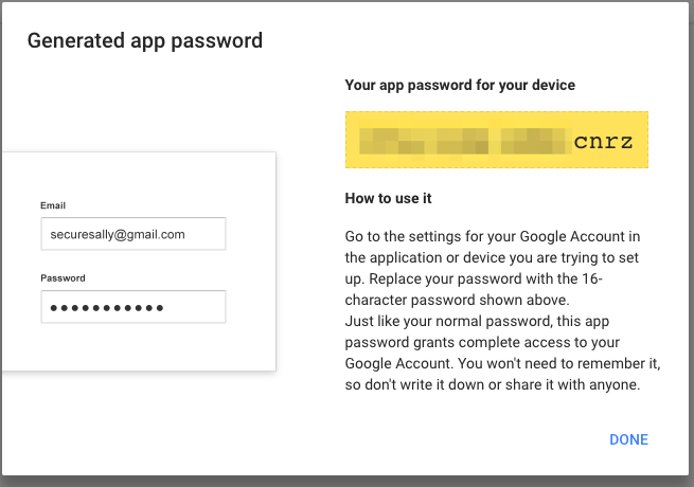 Generated app password
Your app password for your device
cnrz
How to use it
Email
securesally@gmail.com
Password
Go to the settings for your Google Account in
the application or device you are trying to set
up. Replace your password with the 16-
character password shown above.
Just like your normal password, this app
password grants complete access to your
Google Account. You won't need to remember it,
so don't write it down or share it with anyone.
DONE